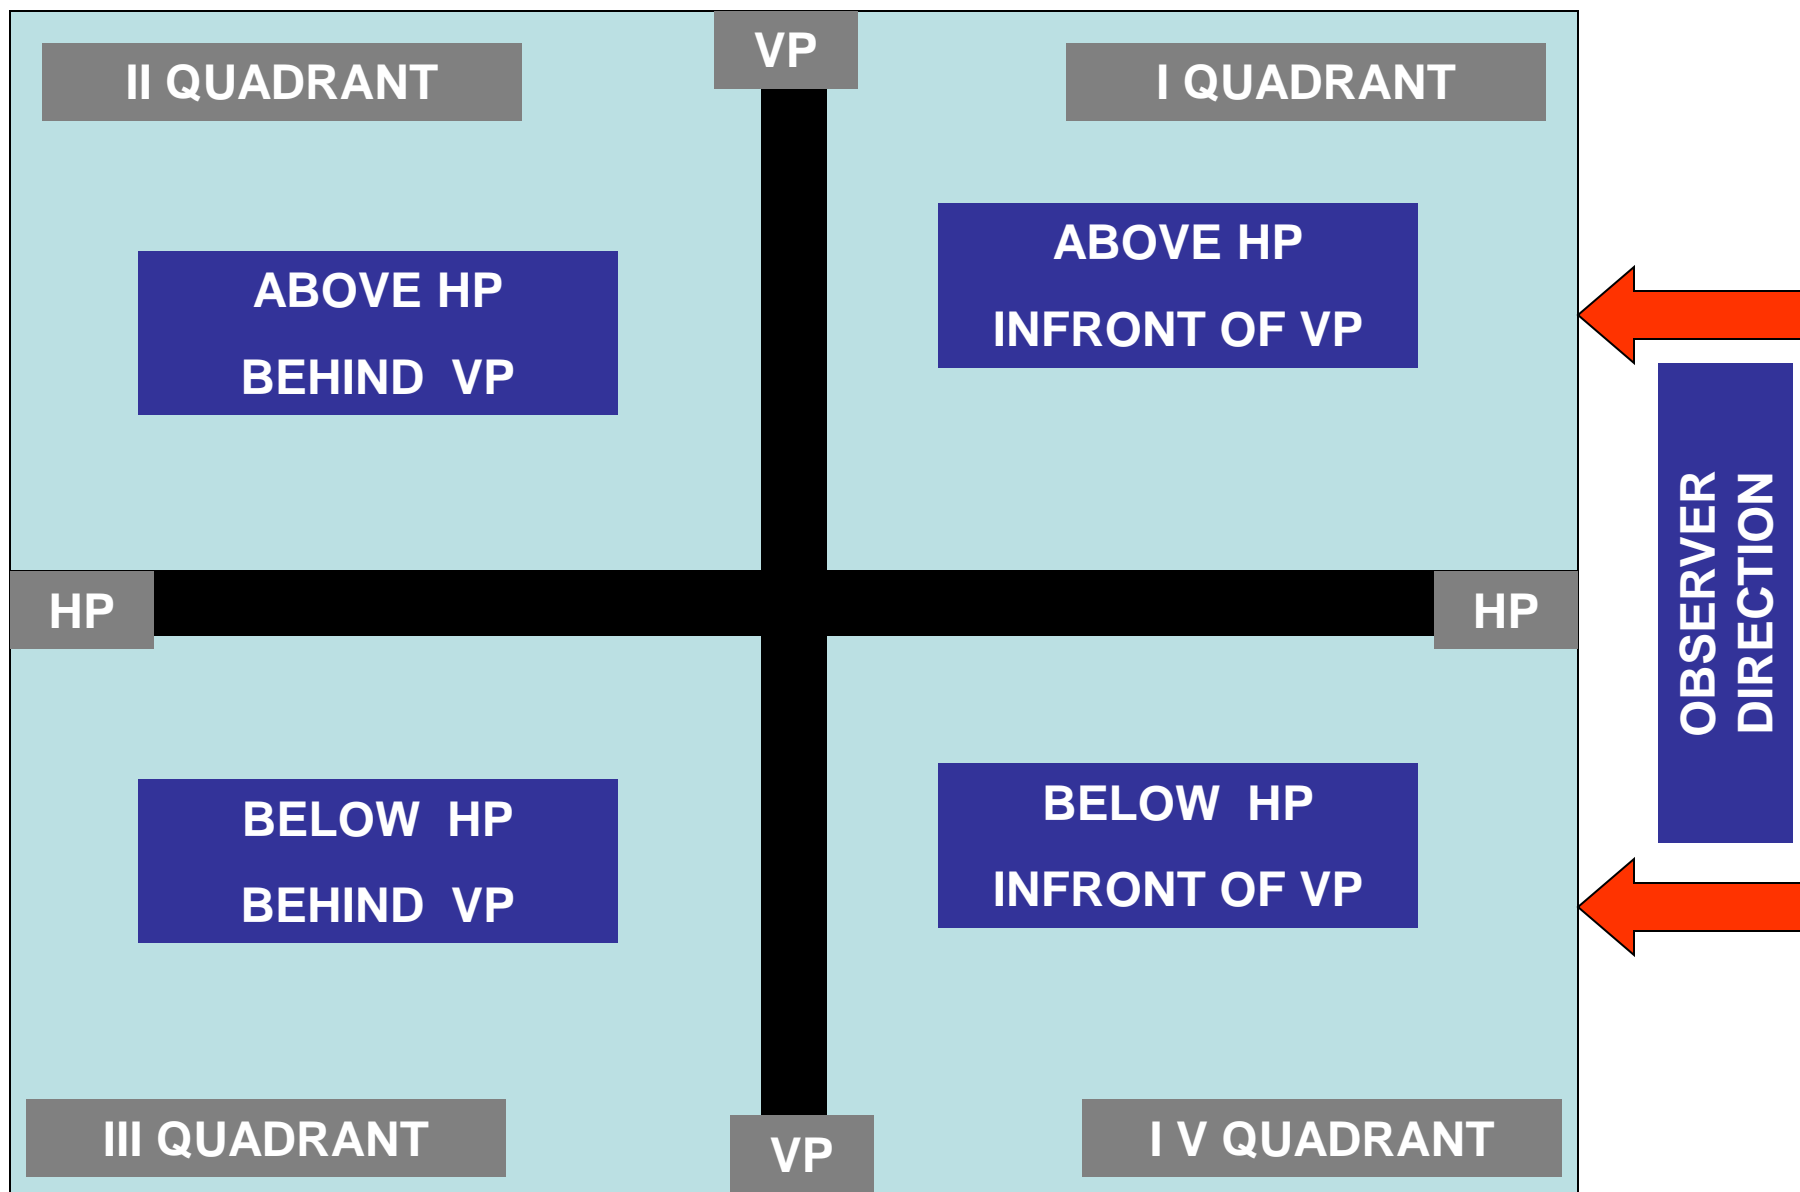 VP
II QUADRANT
I QUADRANT
ABOVE HP
INFRONT OF VP
ABOVE HP
BEHIND VP
HP
HP
OBSERVER
DIRECTION
BELOW HP
BEHIND VP
BELOW HP
INFRONT OF VP
III QUADRANT
VP
I V QUADRANT